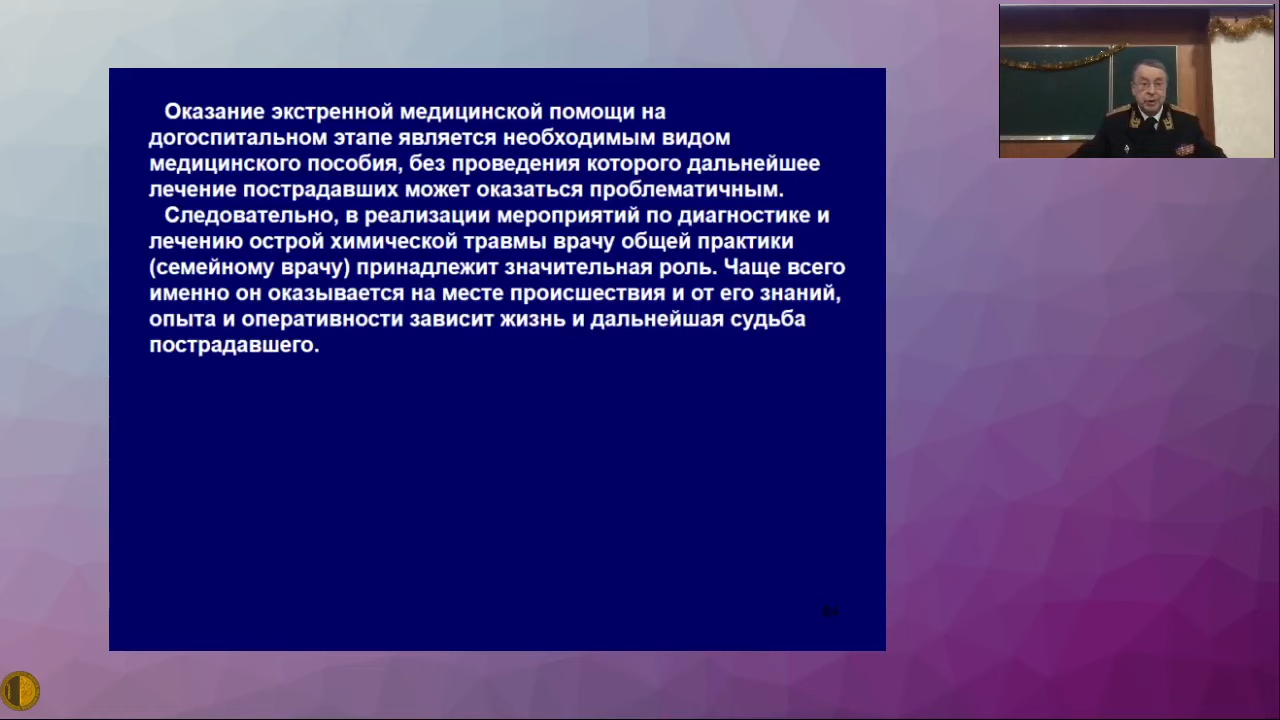 Оказание экстренной медицинской помощи на
догоспитальном этапе является необходимым видом
медицинского пособия, без проведения которого дальнейшее
лечение пострадавших может оказаться проблематичным.
Следовательно, в реализации мероприятий по диагностике и
лечению острой химической травмы врачу общей практики
(семейному врачу) принадлежит значительная роль. Чаще всего
именно он оказывается на месте происшествия и от его знаний,
опыта и оперативности зависит жизнь и дальнейшая судьба
пострадавшего.